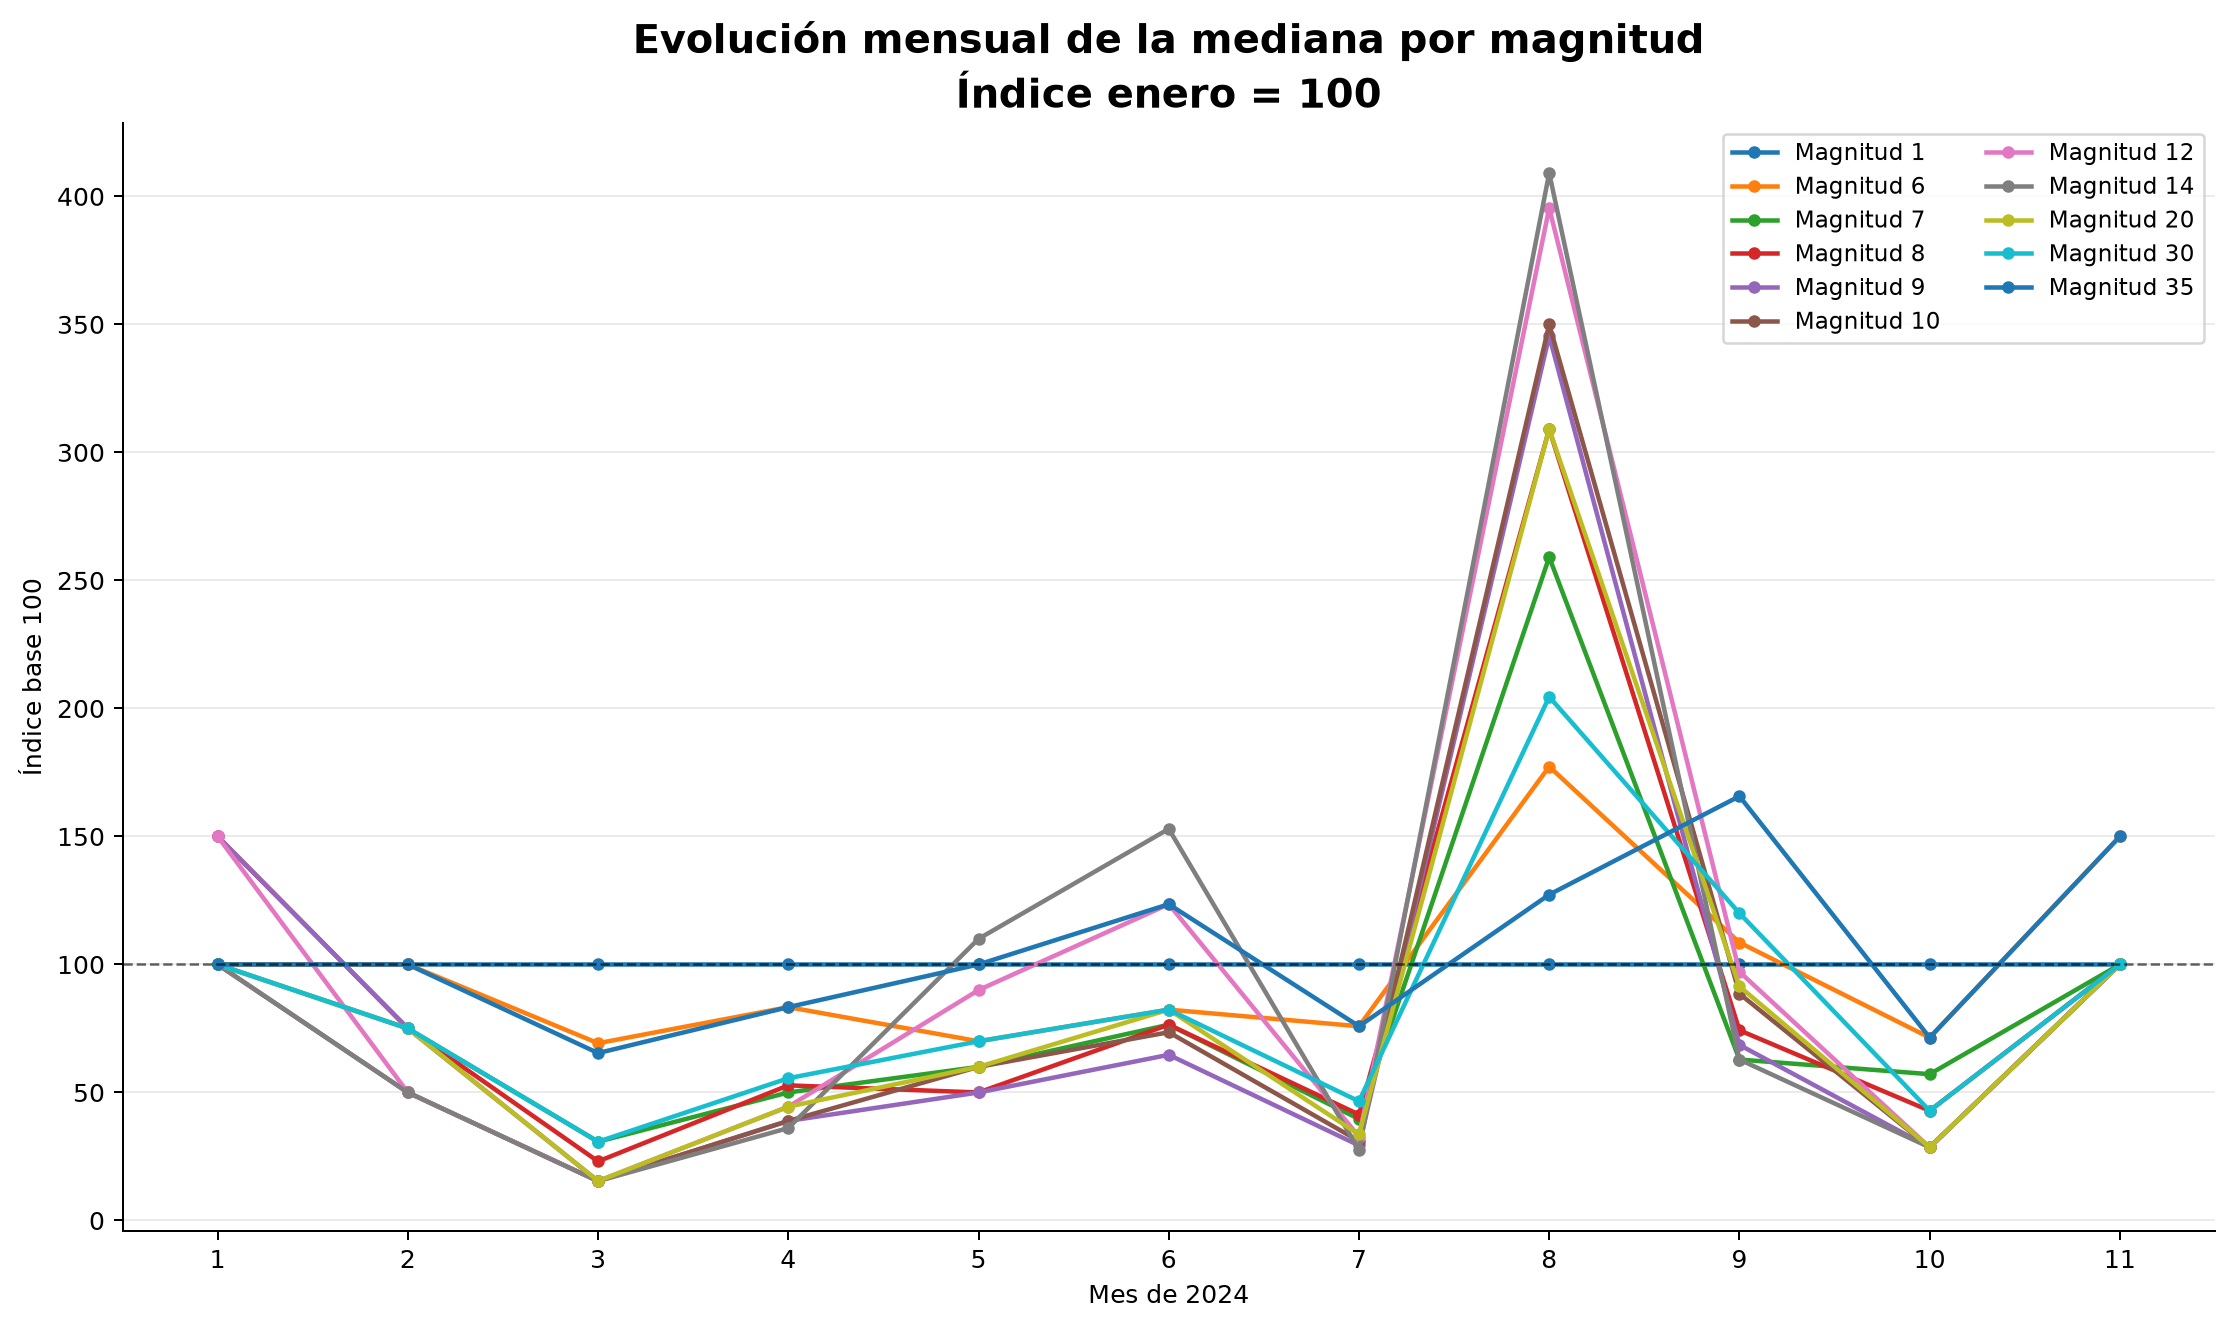 Evolución mensual de la mediana por magnitud
Índice enero = 100
Magnitud 1
Magnitud 6
Magnitud 7
Magnitud 8
Magnitud 9
Magnitud 10
Magnitud 12
Magnitud 14
Magnitud 20
Magnitud 30
Magnitud 35
Índice base 100
400
350
300
250
200
150
100
50
0
1 2 3 4 5 6 7 8 9 10 11
Mes de 2024